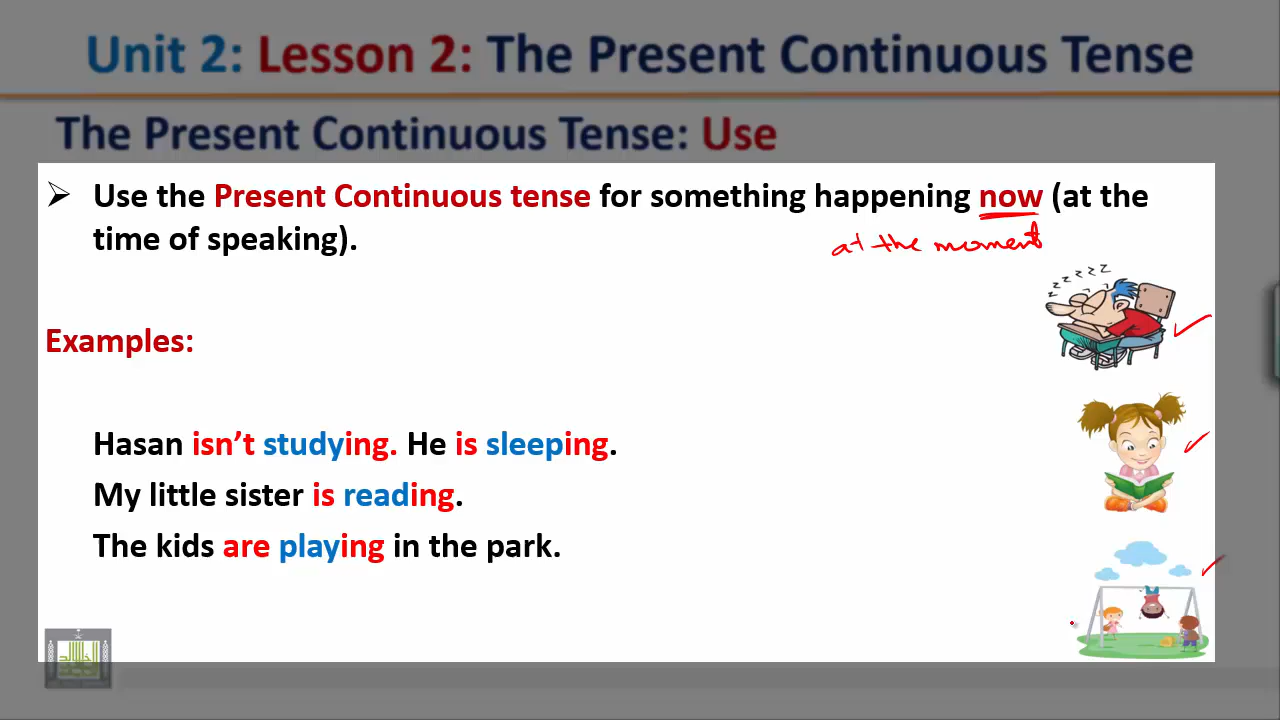 Unit 2: Lesson 2: The Present Continuous Tense
The Present Continuous Tense: Use
➢ Use the Present Continuous tense for something happening now (at the
time of speaking).
at the moment
zzzzz
Examples:
Hasan isn’t studying. He is sleeping.
My little sister is reading.
The kids are playing in the park.